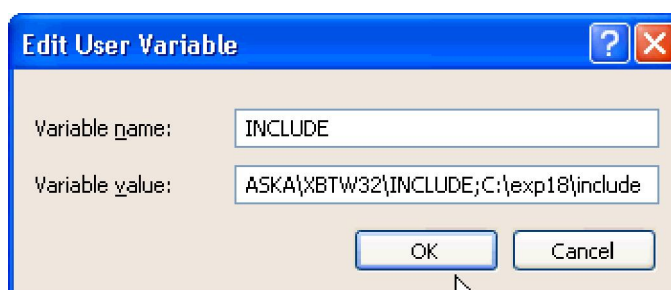 Edit User Variable
Variable name: INCLUDE
Variable value: ASKA\XBTW32\INCLUDE;C:\exp18\include
OK Cancel